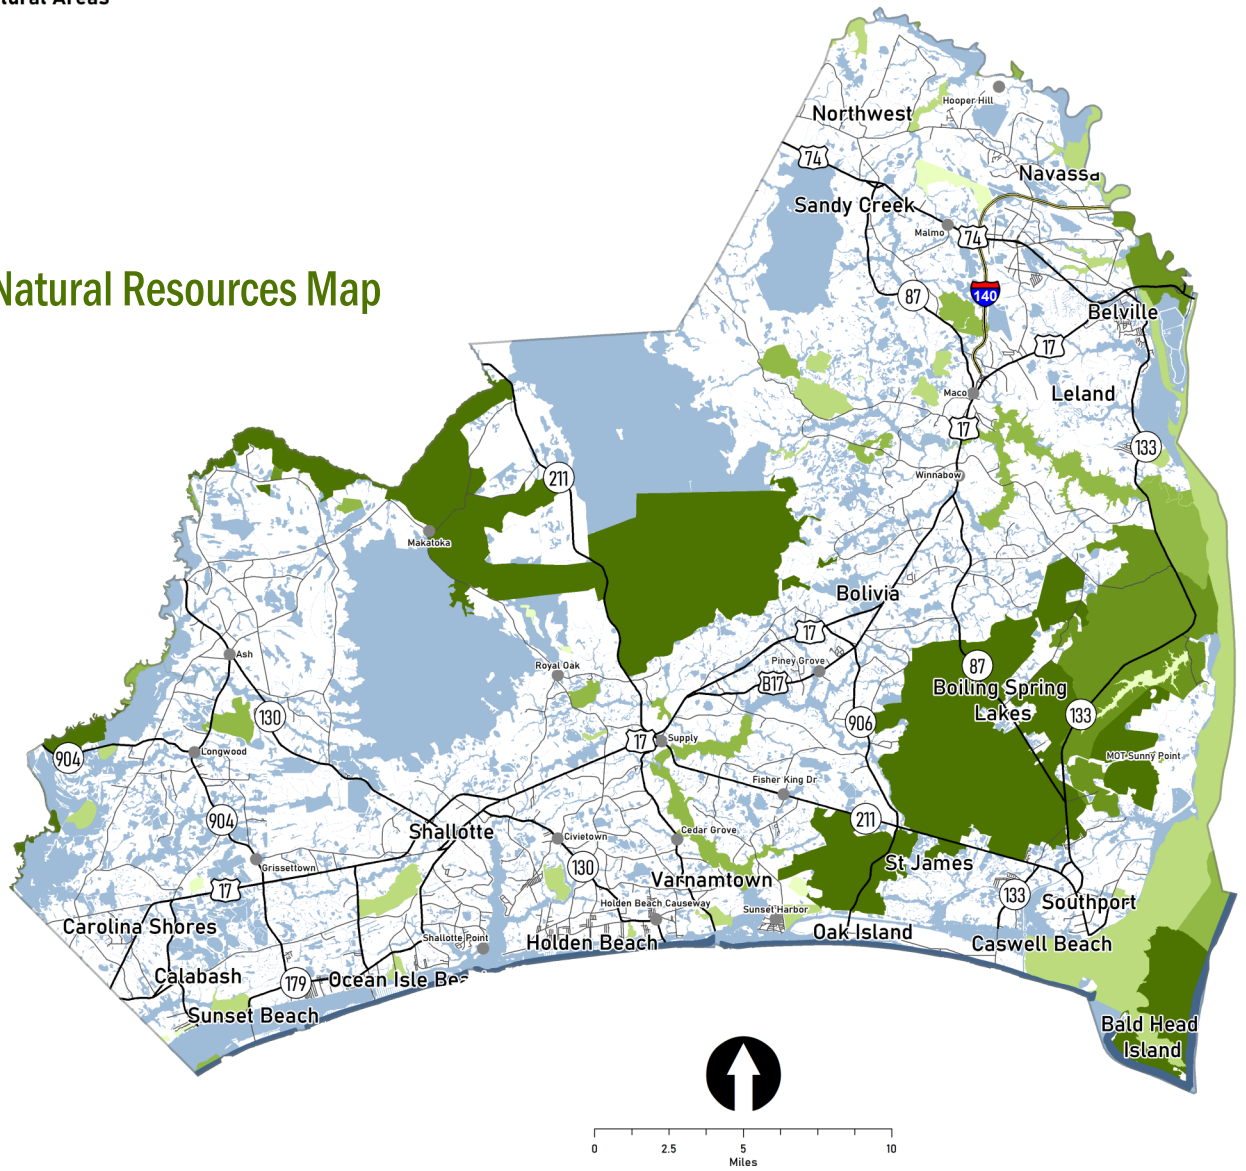 Areas
Hooper Hill
Northwest
74
Navassa
Sandy Creek
Malmo
74
Natural Resources Map
87
140
Belville
17
Maco
Leland
17
133
211
Winnabow
Makatoka
Bolivia
17
Ash
Royal Oak
Piney Grove
87
B17
Boiling Spring
Lakes
130
133
906
904
Longwood
17
Supply
MOT Sunny Point
Fisher King Dr
904
211
Shallotte
Civietown
Cedar Grove
Grissettown
130
St James
17
Varnamtown
133
Holden Beach Causeway
Southport
Sunset Harbor
Carolina Shores
Shallotte Point
Holden Beach
Oak Island
Caswell Beach
Calabash
179
Ocean Isle Bea
Sunset Beach
Bald Head
Island
0 2.5 5 10
Miles